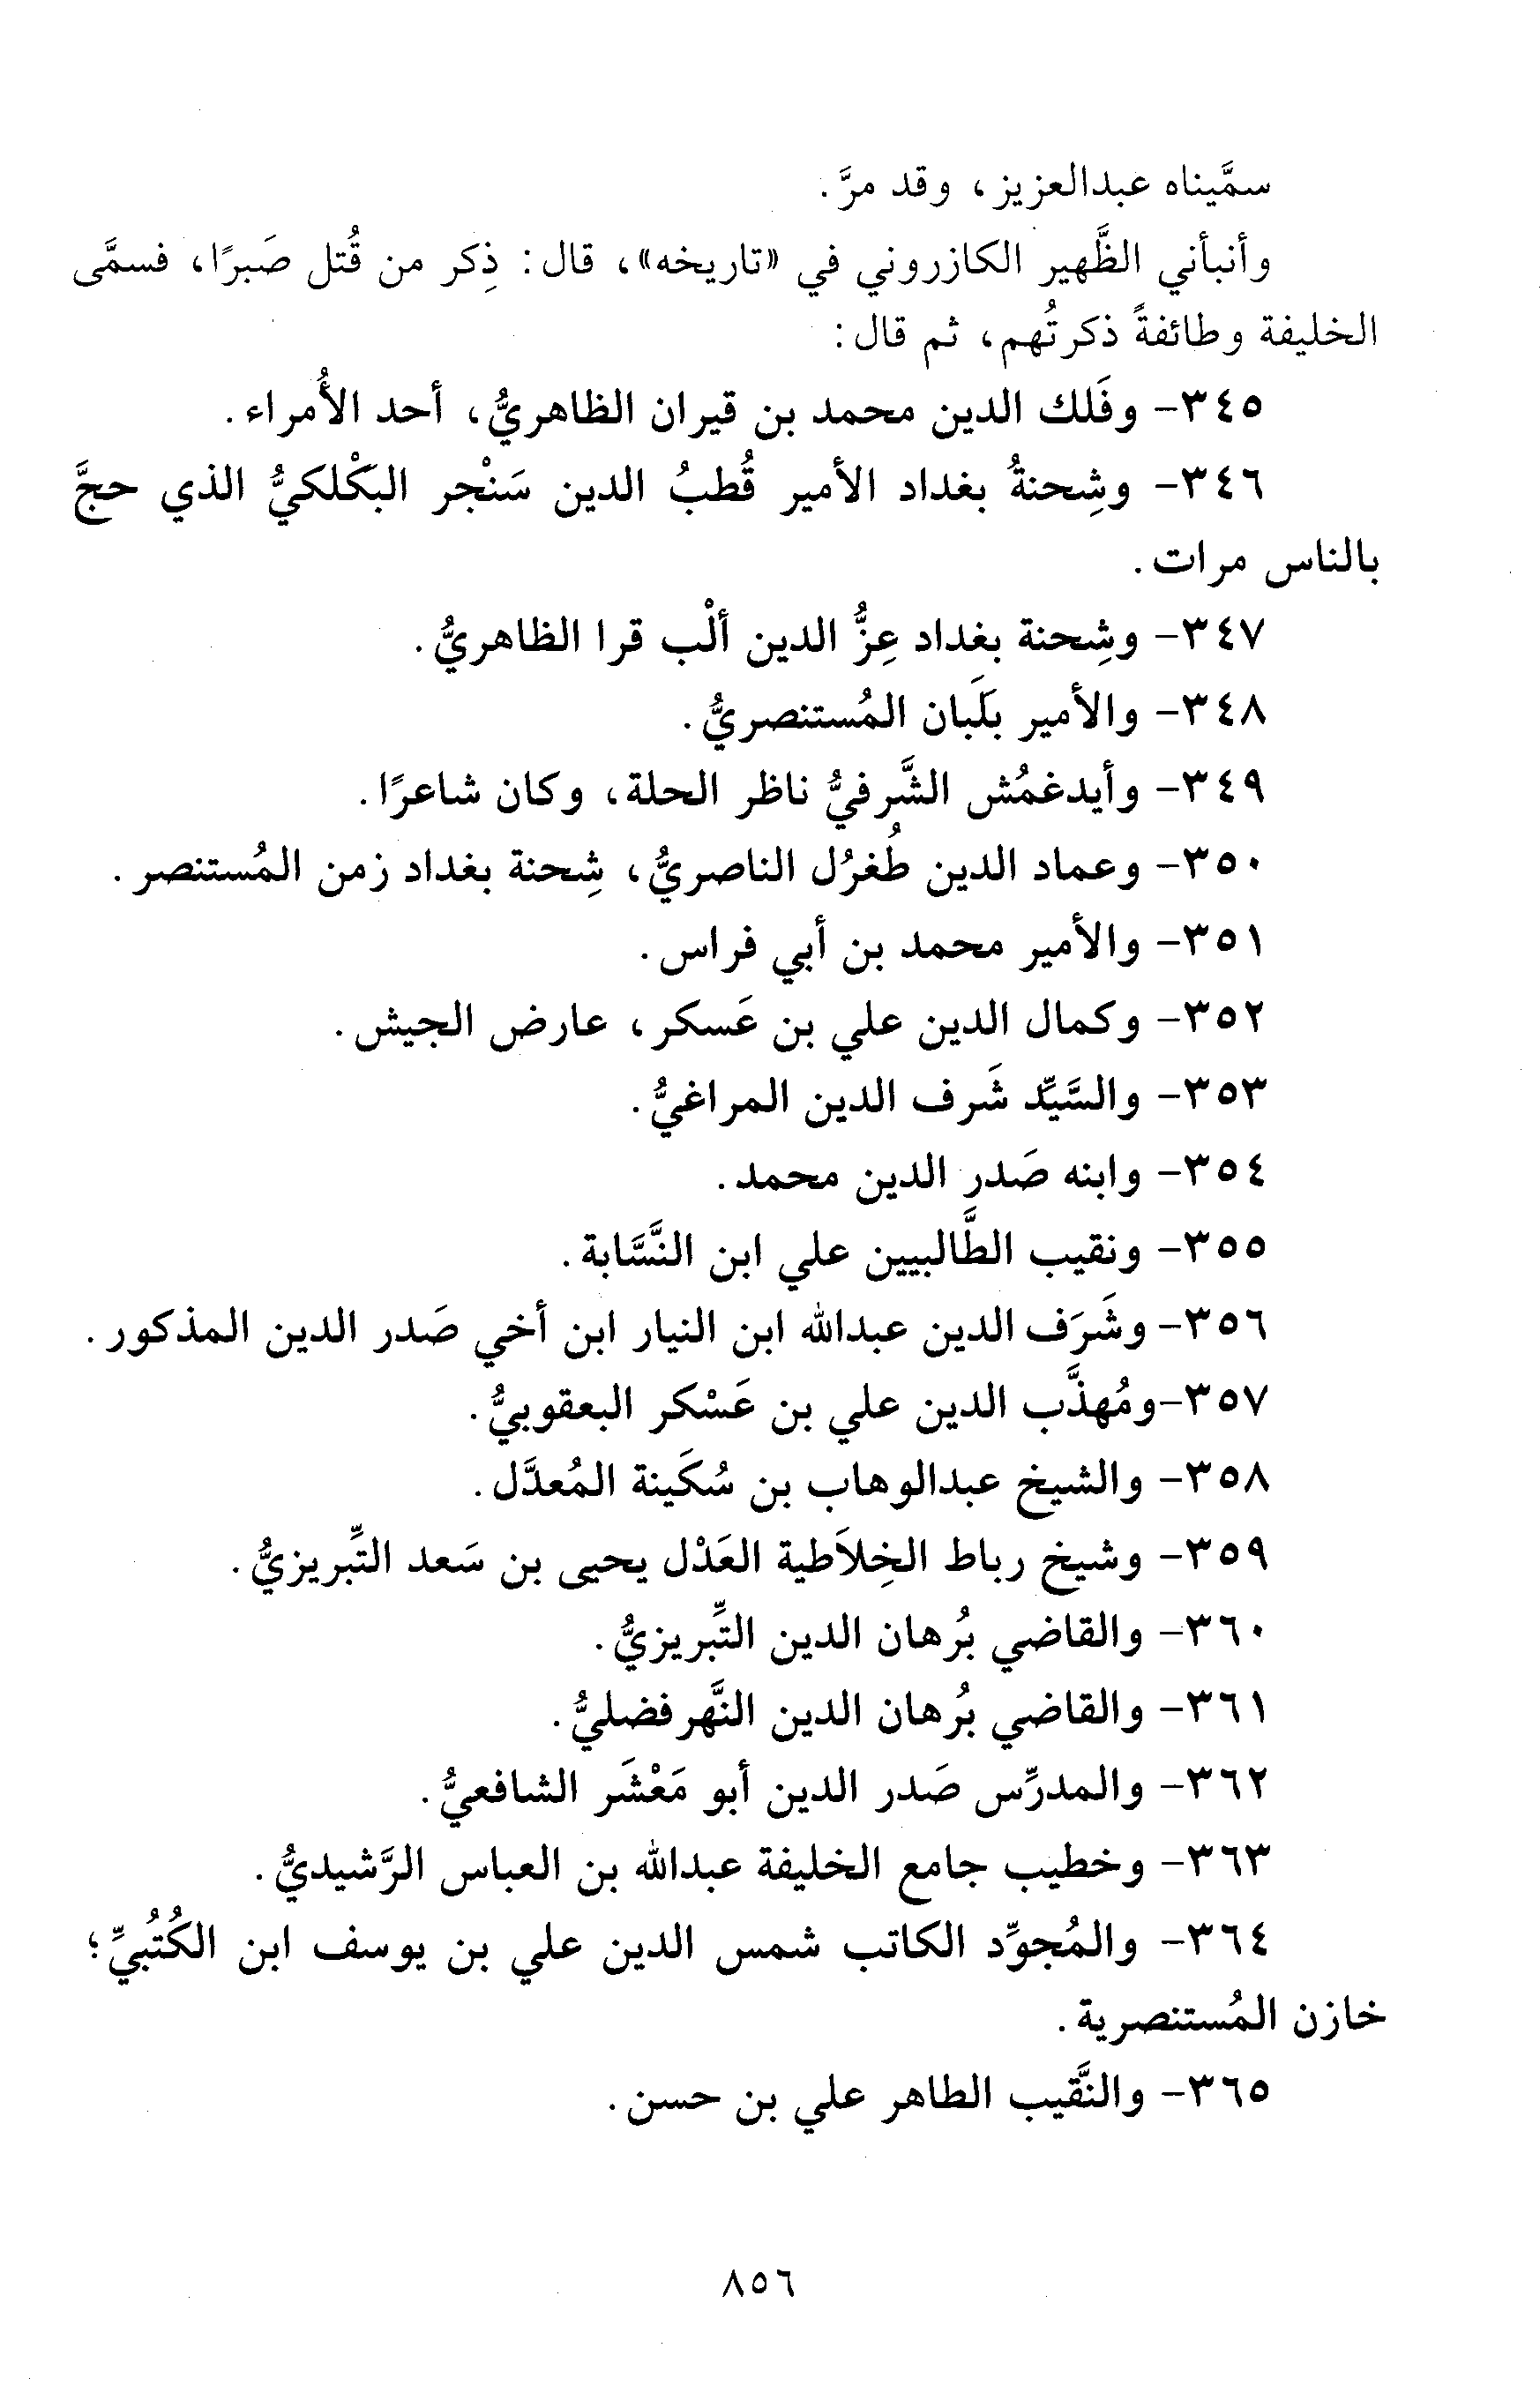 سمَّيناه عبدالعزيز، وقد مرَّ.
وأنبأني الظَّهير الكازروني في «تاريخه»، قال: ذِكر من قُتل صَبرًا، فسمَّى
الخليفة وطائفةً ذكرتُهم، ثم قال:
٣٤٥- وفَلك الدين محمد بن قيران الظاهريُّ، أحد الأُمراء.
٣٤٦- وشِحنةُ بغداد الأمير قُطبُ الدين سَنْجر البكْلكيُّ الذي حجَّ
بالناس مرات.
٣٤٧- وشِحنة بغداد عِزُّ الدين ألْب قرا الظاهريُّ.
٣٤٨- والأمير بلَبان المُستنصريُّ.
٣٤٩- وأيدغمُش الشَّرفيُّ ناظر الحلة، وكان شاعرًا.
٣٥٠- وعماد الدين طُغرُل الناصريُّ، شِحنة بغداد زمن المُستنصر.
٣٥١- والأمير محمد بن أبي فراس.
٣٥٢- وكمال الدين علي بن عَسكر، عارض الجيش.
٣٥٣- والسَّيِّد شَرف الدين المراغيُّ.
٣٥٤- وابنه صَدر الدين محمد.
٣٥٥- ونقيب الطَّالبيين علي ابن النَّسَّابة.
٣٥٦- وشَرَف الدين عبدالله ابن النيار ابن أخي صَدر الدين المذكور.
٣٥٧-ومُهذَّب الدين علي بن عَسْكر البعقوبيُّ.
٣٥٨- والشيخ عبدالوهاب بن سُكَينة المُعدَّل.
٣٥٩- وشيخ رباط الخِلاَطية العَدْل يحيى بن سَعد التِّبريزيُّ.
٣٦٠- والقاضي بُرهان الدين التِّبريزيُّ.
٣٦١- والقاضي بُرهان الدين النَّهرفضليُّ.
٣٦٢- والمدرِّس صَدر الدين أبو مَعْشَر الشافعيُّ.
٣٦٣- وخطيب جامع الخليفة عبدالله بن العباس الرَّشيديُّ.
٣٦٤- والمُجوِّد الكاتب شمس الدين علي بن يوسف ابن الكُتُبيِّ؛
خازن المُستنصرية.
٣٦٥- والنَّقيب الطاهر علي بن حسن.
٨٥٦